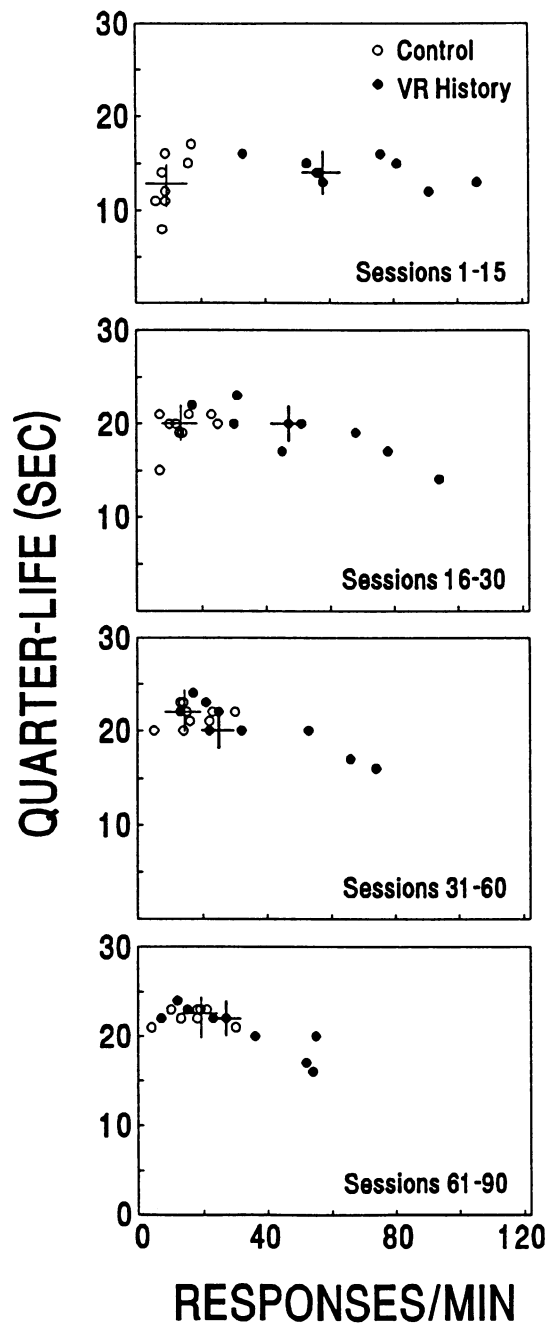 30
Control
VR History
20
10
Sessions 1-15
30
20
10
Sessions 16-30
30
20
10
Sessions 31-60
30
20
10
0
Sessions 61-90
0 40 80 120
QUARTER-LIFE (SEC)
RESPONSES/MIN